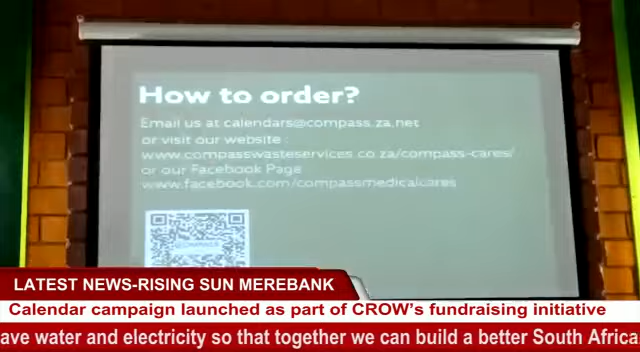 How to order?
Email us at calendars@compass.za.net
or visit our website :
www.compasswasteservices.co.za/compass-cares/
or our Facebook Page
www.facebook.com/compassmedicalcares
LATEST NEWS-RISING SUN MEREBANK
Calendar campaign launched as part of CROW's fundraising initiative
ave water and electricity so that together we can build a better South Africa